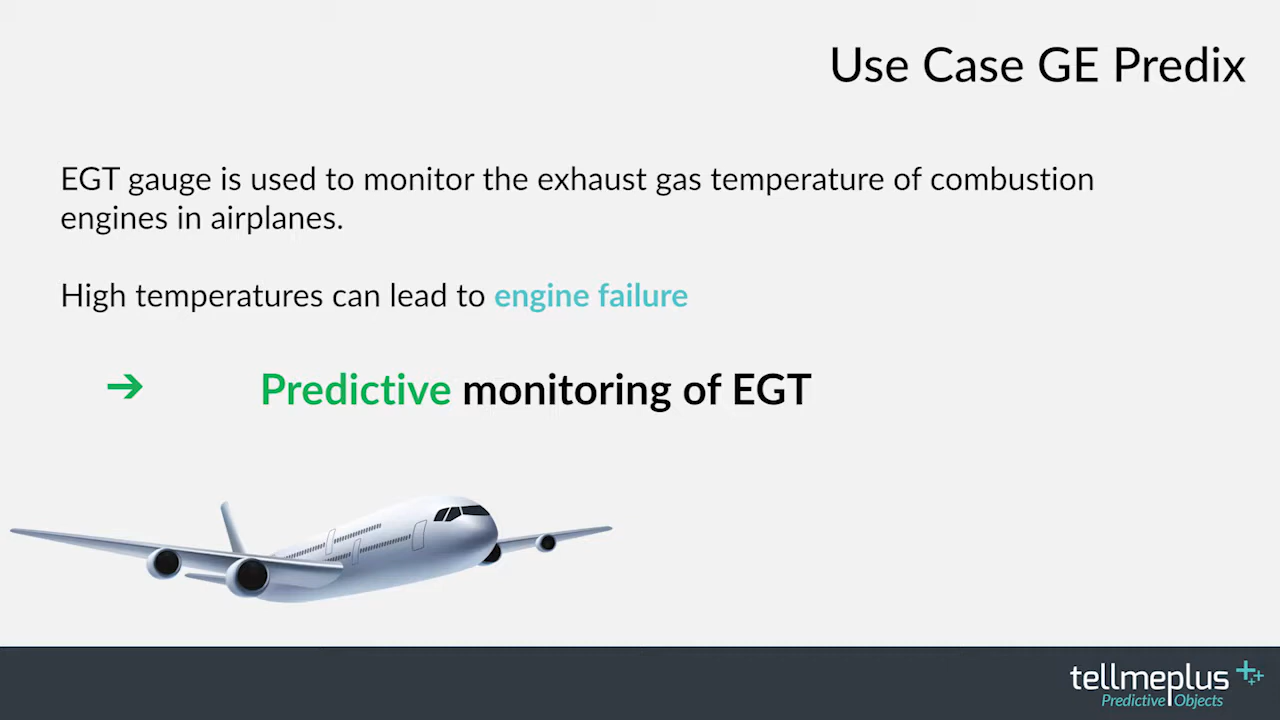 Use Case GE Predix
EGT gauge is used to monitor the exhaust gas temperature of combustion
engines in airplanes.
High temperatures can lead to engine failure
➔ Predictive monitoring of EGT
tellmeplus
Predictive Objects